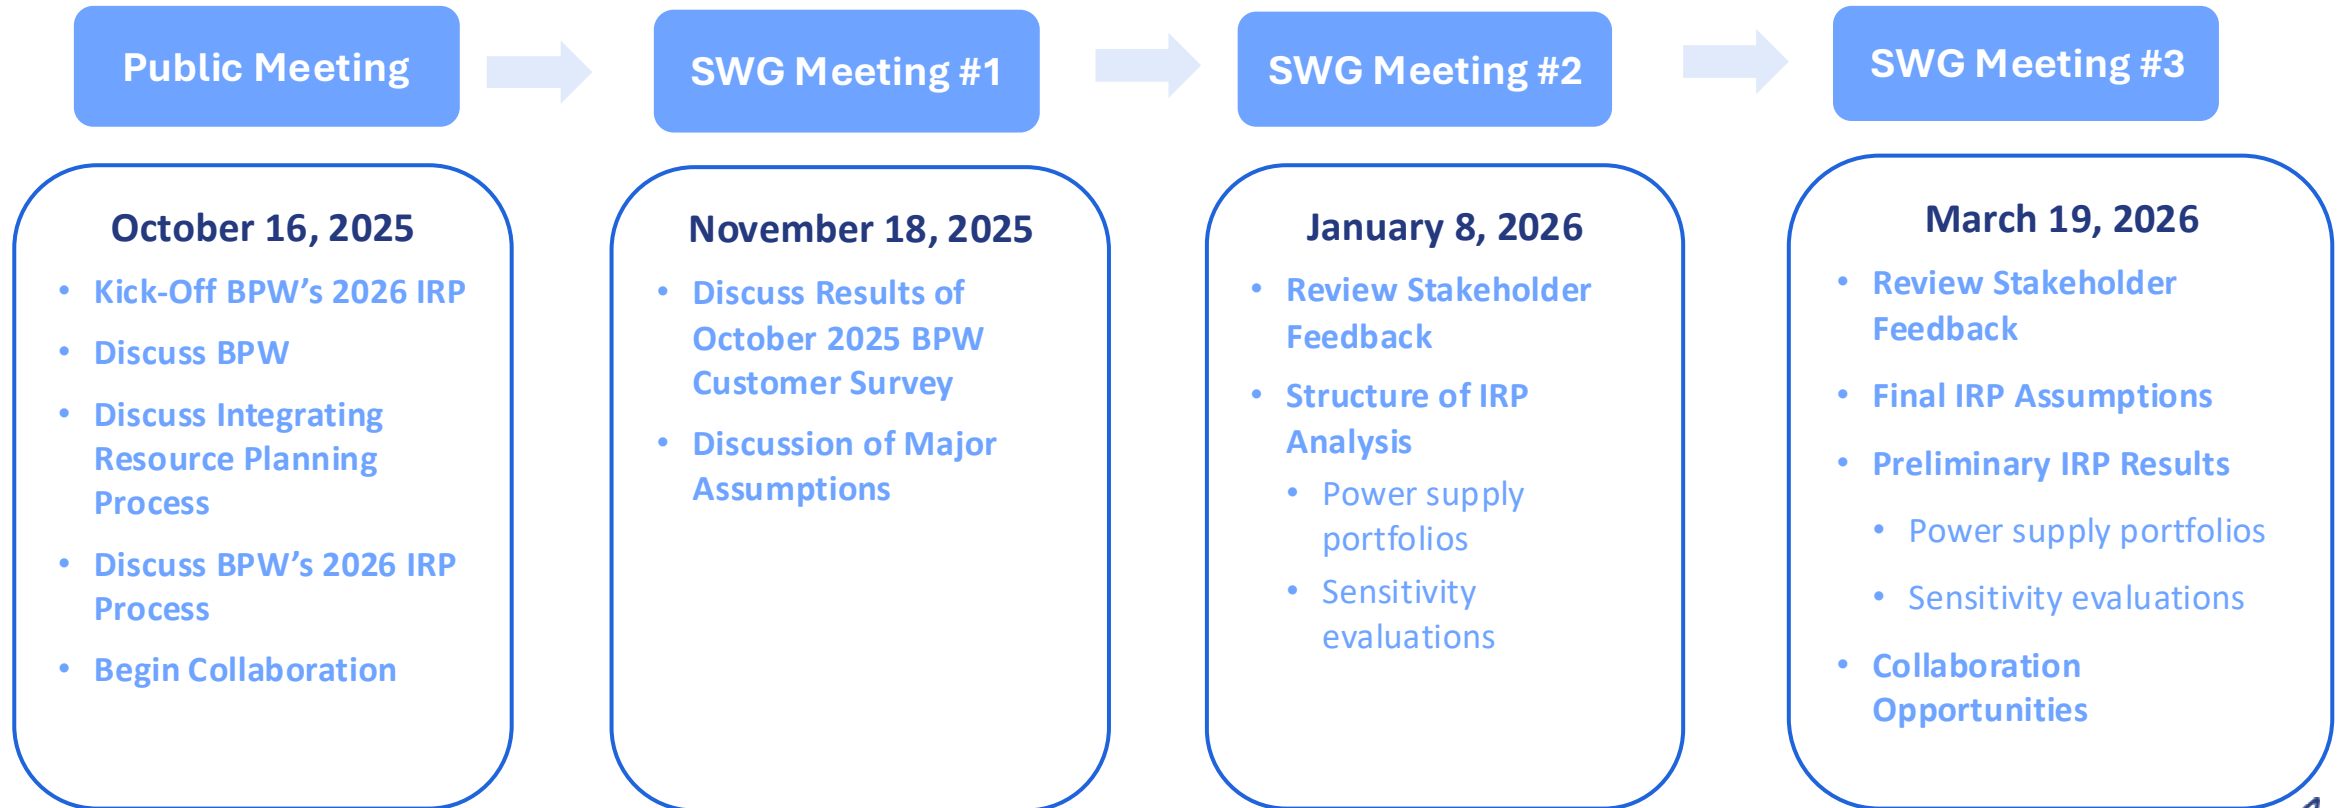 Public Meeting
October 16, 2025
• Kick-Off BPW’s 2026 IRP
• Discuss BPW
• Discuss Integrating
Resource Planning
Process
• Discuss BPW’s 2026 IRP
Process
• Begin Collaboration
SWG Meeting #1
November 18, 2025
• Discuss Results of
October 2025 BPW
Customer Survey
• Discussion of Major
Assumptions
SWG Meeting #2
January 8, 2026
• Review Stakeholder
Feedback
• Structure of IRP
Analysis
• Power supply
portfolios
• Sensitivity
evaluations
SWG Meeting #3
March 19, 2026
• Review Stakeholder
Feedback
• Final IRP Assumptions
• Preliminary IRP Results
• Power supply portfolios
• Sensitivity evaluations
• Collaboration
Opportunities